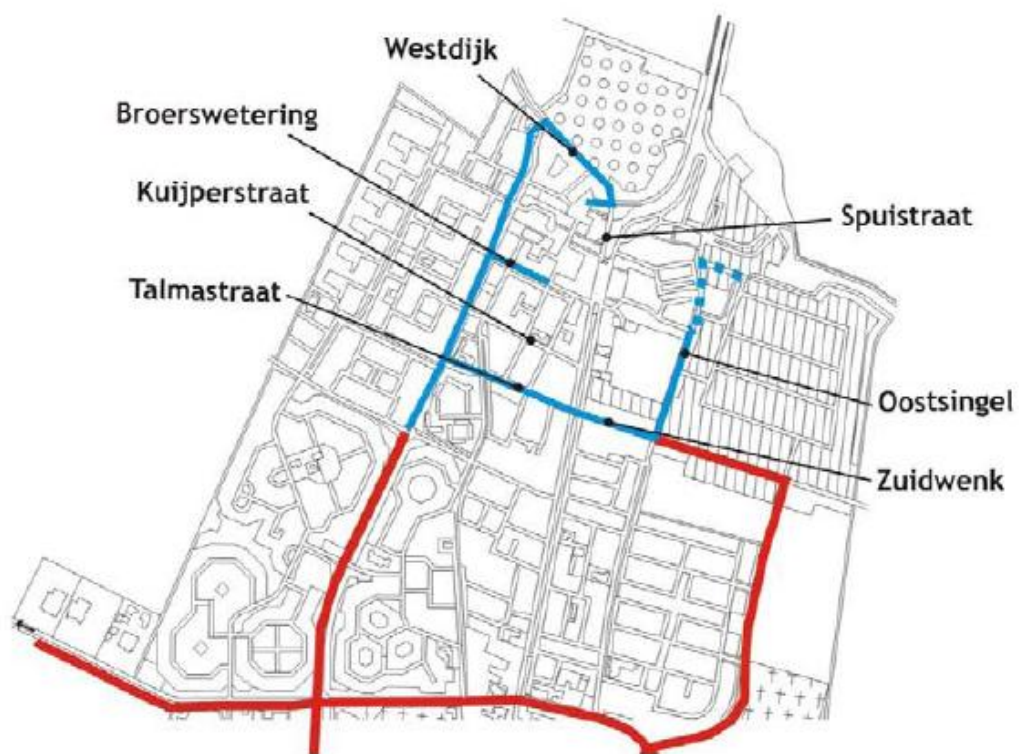 Westdijk
Broerswetering
Kuijperstraat
Spuistraat
Talmastraat
Oostsingel
Zuidwenk